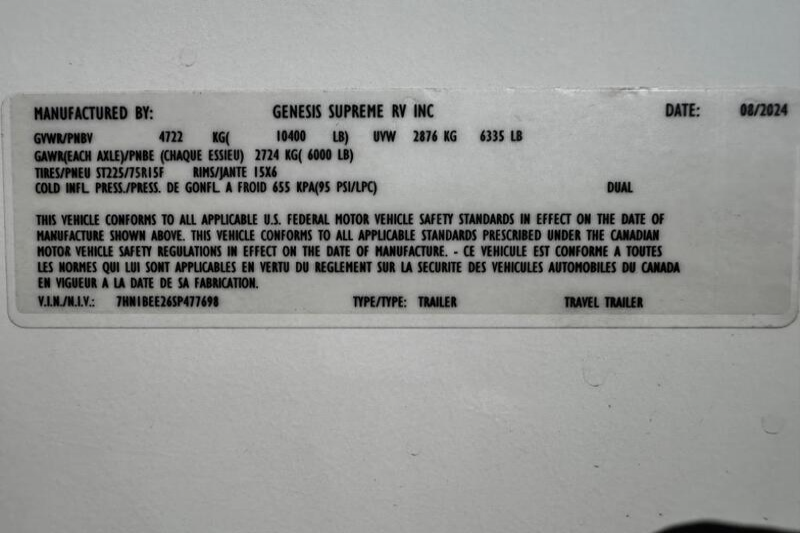 MANUFACTURED BY: GENESIS SUPREME RV INC DATE: 08/2024
GVWR/PNBV 4722 KG( 10400 LB) UVW 2876 KG 6335 LB
GAWR(EACH AXLE)/PNBE (CHAQUE ESSIEU) 2724 KG( 6000 LB)
TIRES/PNEU ST225/75R15F RIMS/JANTE 15X6
COLD INFL. PRESS./PRESS. DE GONFL. A FROID 655 KPA(95 PSI/LPC) DUAL
THIS VEHICLE CONFORMS TO ALL APPLICABLE U.S. FEDERAL MOTOR VEHICLE SAFETY STANDARDS IN EFFECT ON THE DATE OF
MANUFACTURE SHOWN ABOVE. THIS VEHICLE CONFORMS TO ALL APPLICABLE STANDARDS PRESCRIBED UNDER THE CANADIAN
MOTOR VEHICLE SAFETY REGULATIONS IN EFFECT ON THE DATE OF MANUFACTURE. - CE VEHICULE EST CONFORME A TOUTES
LES NORMES QUI LUI SONT APPLICABLES EN VERTU DU REGLEMENT SUR LA SECURITE DES VEHICULES AUTOMOBILES DU CANADA
EN VIGUEUR A LA DATE DE SA FABRICATION.
V.I.N./N.I.V.: 7HN1BEE26SP477698 TYPE/TYPE: TRAILER TRAVEL TRAILER